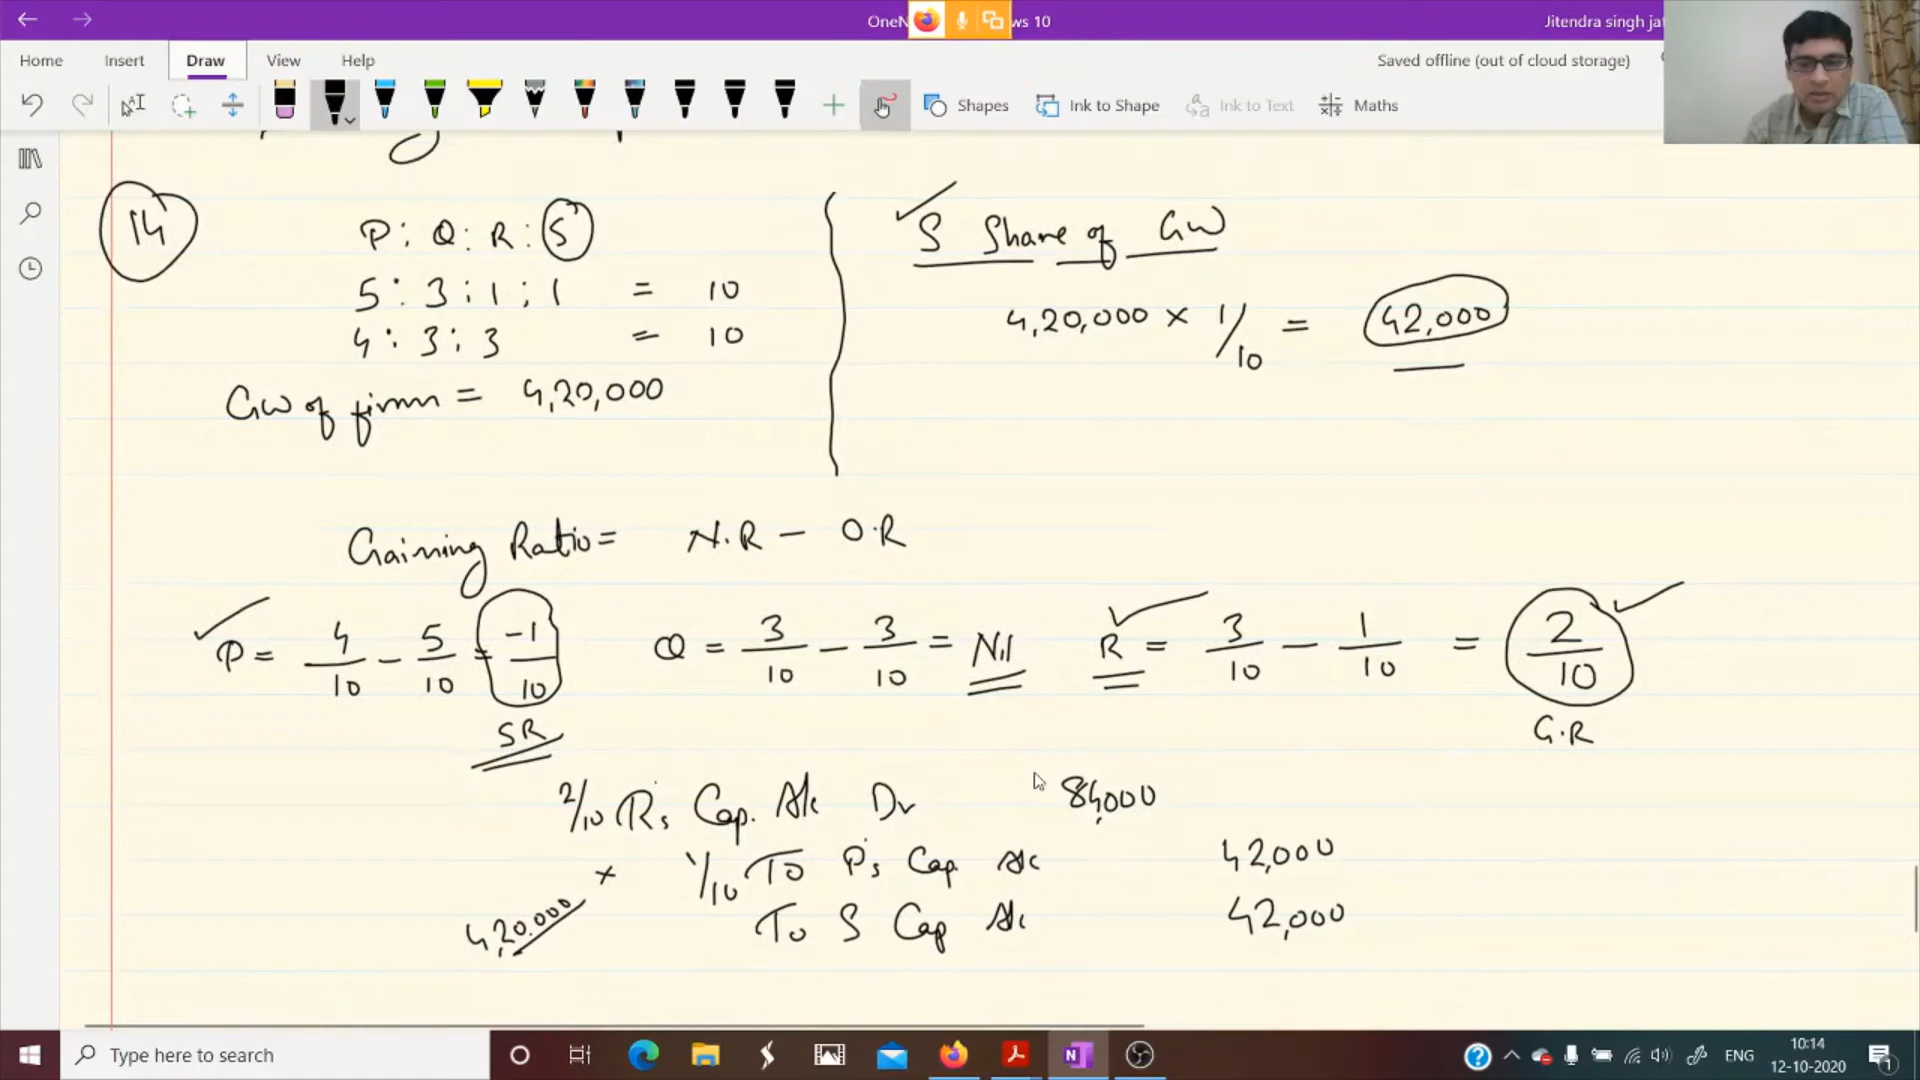 OneN ws 10
Jitendra singh jat
Home Insert Draw View Help
Saved offline (out of cloud storage)
Shapes Ink to Shape Ink to Text Maths
14
P : Q : R : S
5 : 3 : 1 : 1 = 10
4 : 3 : 3 = 10
GW of firm = 4,20,000
S Share of GW
4,20,000 × 1/10 = 42,000
Gaining Ratio = N.R – O.R
P = 4/10 – 5/10 = -1/10 Q = 3/10 – 3/10 = Nil R = 3/10 – 1/10 = 2/10
SR
G.R
2/10 R's Cap. A/c Dr 84,000
4,20,000 × 1/10 To P's Cap A/c 42,000
To S Cap A/c 42,000
Type here to search
ENG
10:14
12-10-2020
1